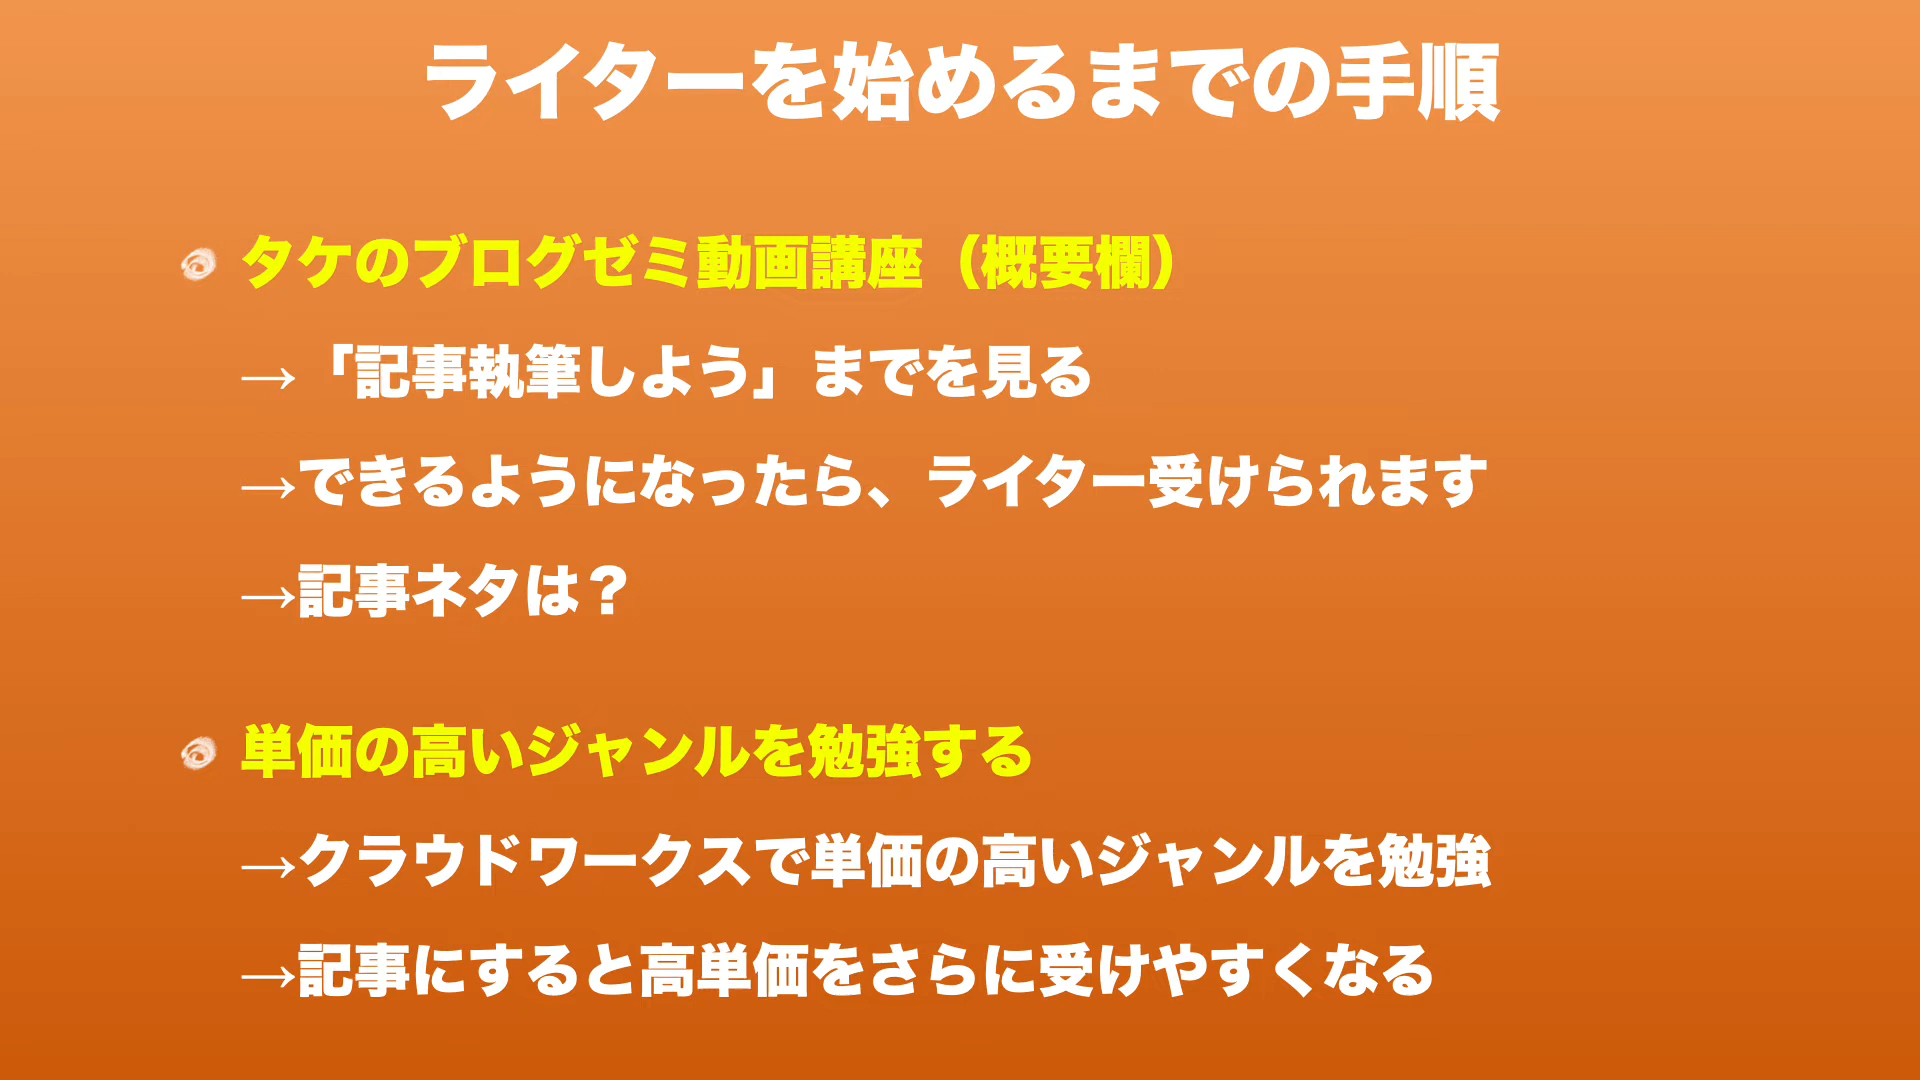 ライターを始めるまでの手順
タケのブログゼミ動画講座（概要欄）
→「記事執筆しよう」までを見る
→できるようになったら、ライター受けられます
→記事ネタは？
単価の高いジャンルを勉強する
→クラウドワークスで単価の高いジャンルを勉強
→記事にすると高単価をさらに受けやすくなる